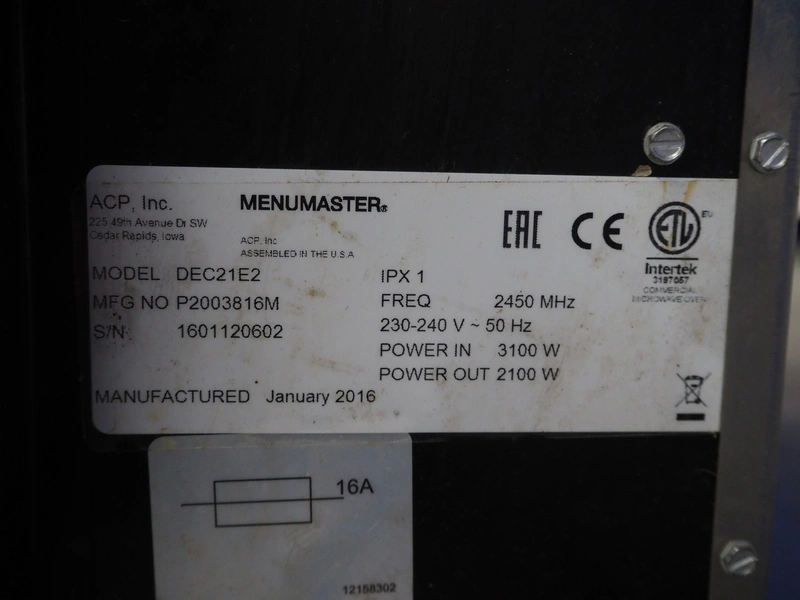 ACP, Inc.
225 49th Avenue Dr SW
Cedar Rapids, Iowa
MENUMASTER®
ACP, Inc
ASSEMBLED IN THE U.S.A
EAC CE ETL EU
Intertek
3187057
COMMERCIAL
MICROWAVE OVEN
MODEL DEC21E2
MFG NO P2003816M
S/N: 1601120602
IPX 1
FREQ 2450 MHz
230-240 V ~ 50 Hz
POWER IN 3100 W
POWER OUT 2100 W
MANUFACTURED January 2016
16A
12158302